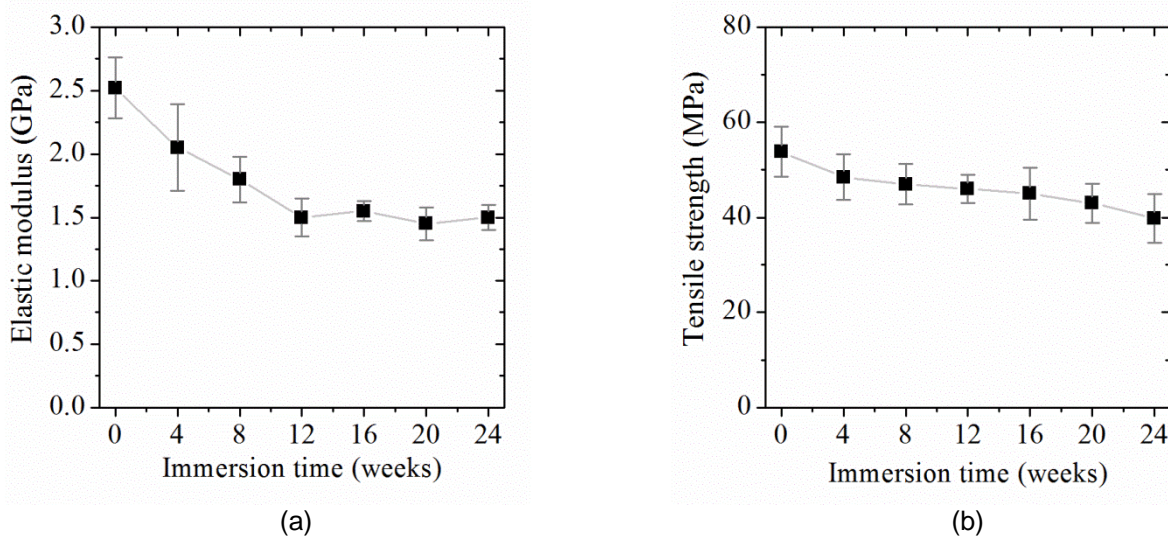 3.0
2.5
2.0
1.5
1.0
0.5
0.0
Elastic modulus (GPa)
0 4 8 12 16 20 24
Immersion time (weeks)
(a)
80
60
40
20
0
Tensile strength (MPa)
0 4 8 12 16 20 24
Immersion time (weeks)
(b)